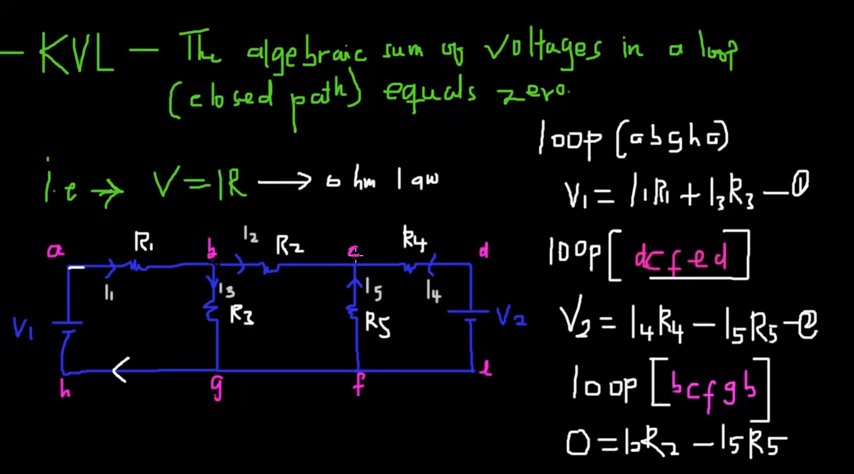 — KVL — The algebraic sum of voltages in a loop
(closed path) equals zero.
i.e → V = IR → ohm law
loop (abgha)
V1 = I1R1 + I3R3 — ①
loop [dcfed]
V2 = I4R4 - I5R5 - ②
loop [bcfgb]
0 = I2R2 - I5R5
a R1 b I2 R2 c R4 d
I1 I3 I5 I4
V1 R3 R5 V2
h g f e